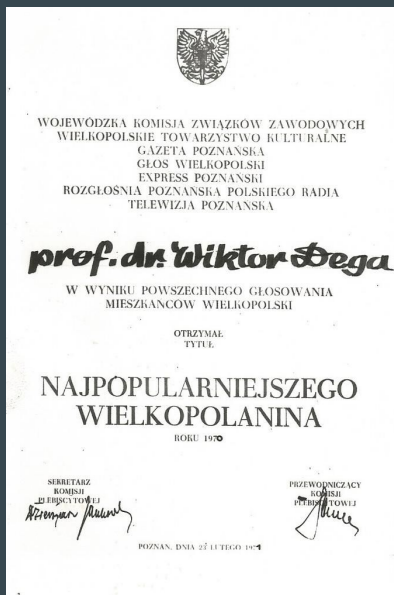 WOJEWÓDZKA KOMISJA ZWIĄZKÓW ZAWODOWYCH
WIELKOPOLSKIE TOWARZYSTWO KULTURALNE
GAZETA POZNAŃSKA
GŁOS WIELKOPOLSKI
EXPRESS POZNAŃSKI
ROZGŁOŚNIA POZNAŃSKA POLSKIEGO RADIA
TELEWIZJA POZNAŃSKA
prof. dr. Wiktor Dega
W WYNIKU POWSZECHNEGO GŁOSOWANIA
MIESZKAŃCÓW WIELKOPOLSKI
OTRZYMAŁ
TYTUŁ
NAJPOPULARNIEJSZEGO
WIELKOPOLANINA
ROKU 1970
SEKRETARZ
KOMISJI
PLEBISCYTOWEJ
PRZEWODNICZĄCY
KOMISJI
PLEBISCYTOWEJ
POZNAŃ, DNIA LUTEGO 1971